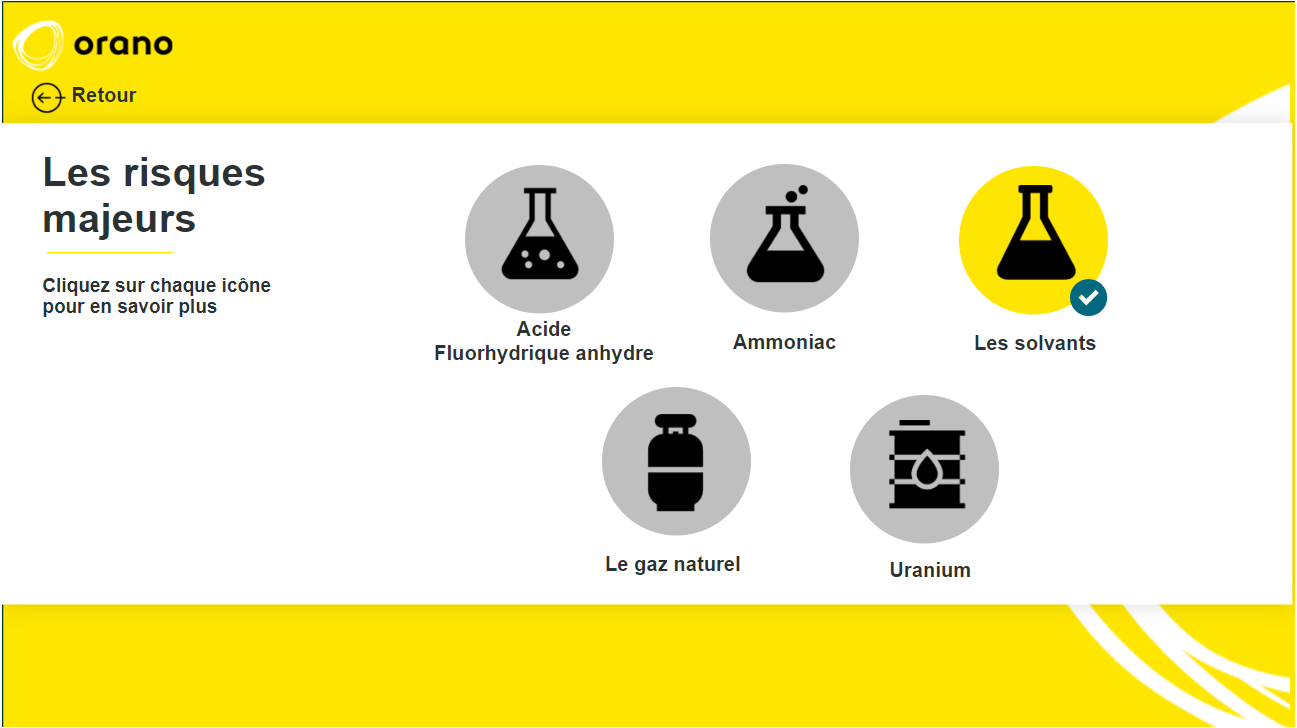 orano
Retour
Les risques
majeurs
Cliquez sur chaque icône
pour en savoir plus
Acide
Fluorhydrique anhydre
Ammoniac
Les solvants
Le gaz naturel
Uranium